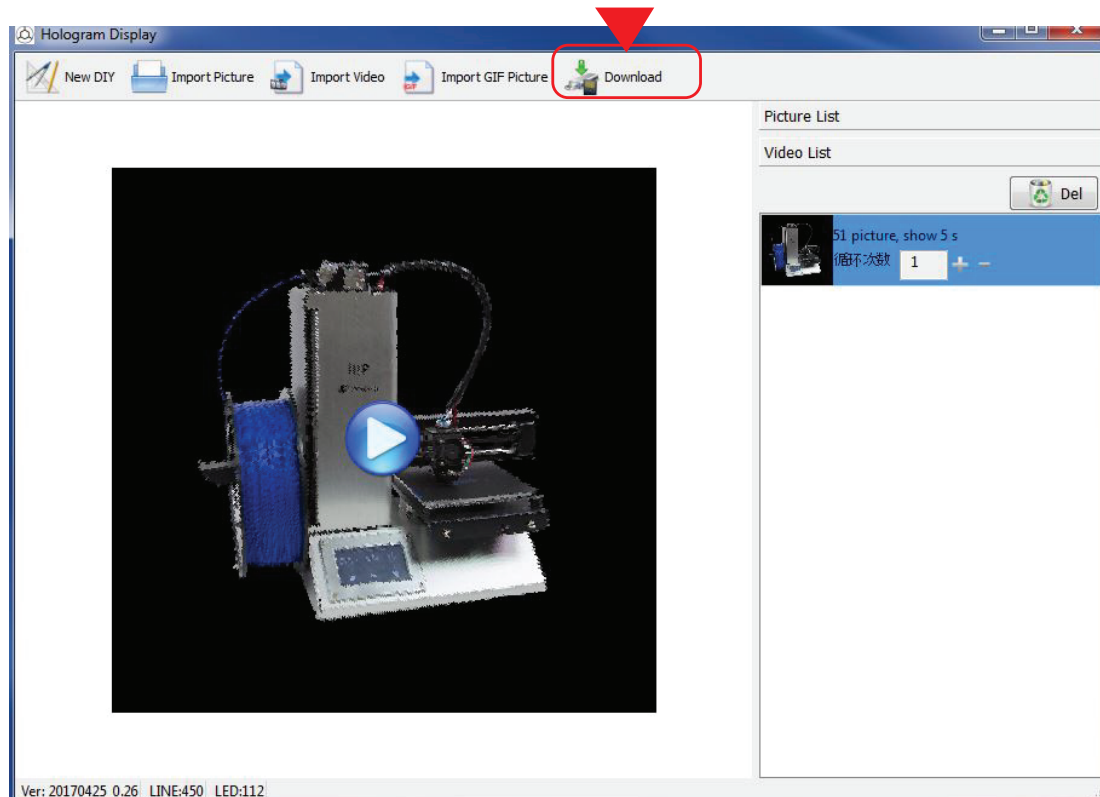 Hologram Display
New DIY Import Picture Import Video Import GIF Picture Download
Picture List
Video List
Del
51 picture, show 5 s
循环次数 1
Ver: 20170425 0.26 LINE:450 LED:112